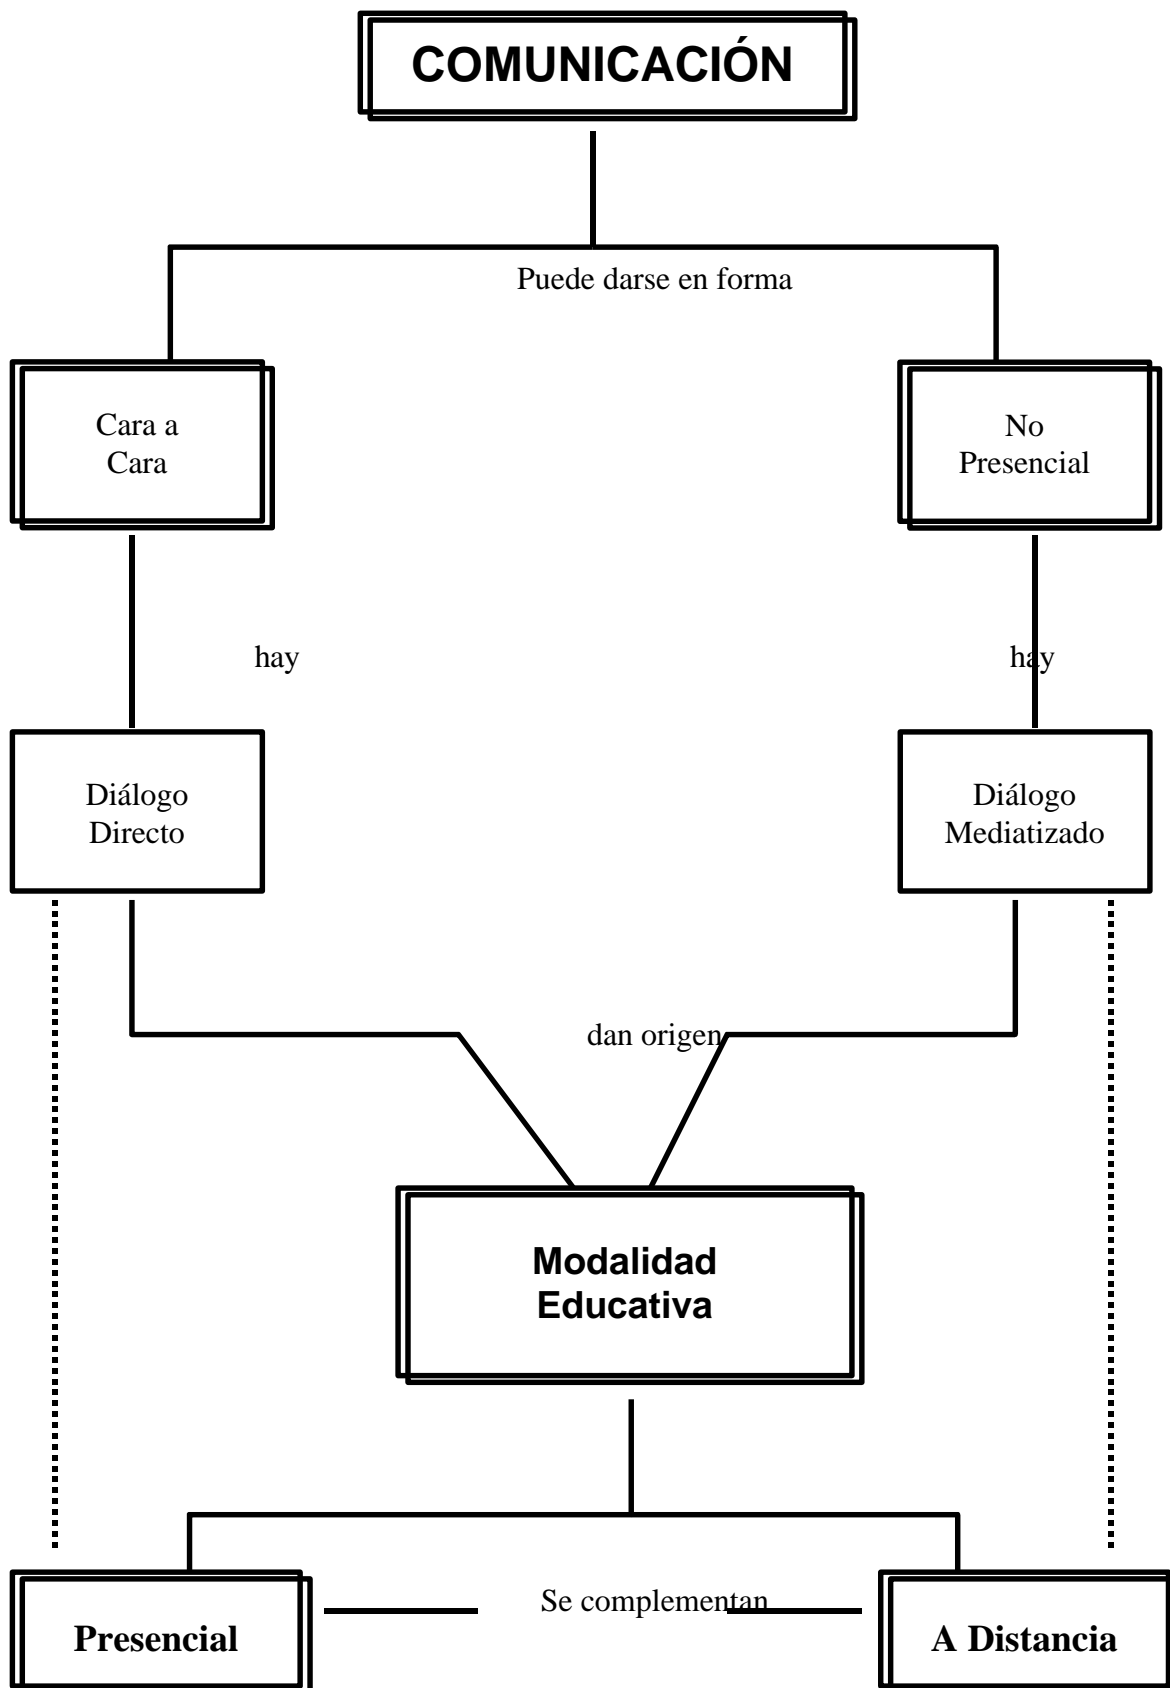 COMUNICACIÓN
Puede darse en forma
Cara a
Cara
No
Presencial
hay
hay
Diálogo
Directo
Diálogo
Mediatizado
dan origen
Modalidad
Educativa
Se complementan
Presencial
A Distancia